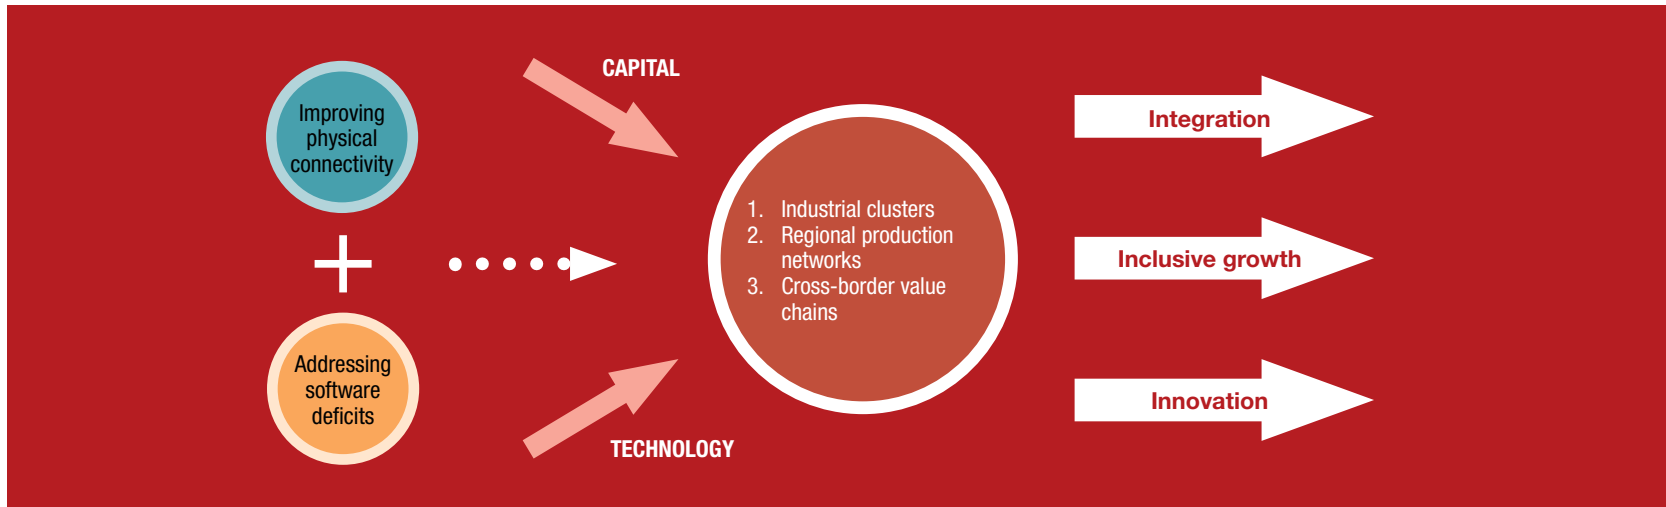 Improving
physical
connectivity
Addressing
software
deficits
CAPITAL
TECHNOLOGY
1. Industrial clusters
2. Regional production
networks
3. Cross-border value
chains
Integration
Inclusive growth
Innovation